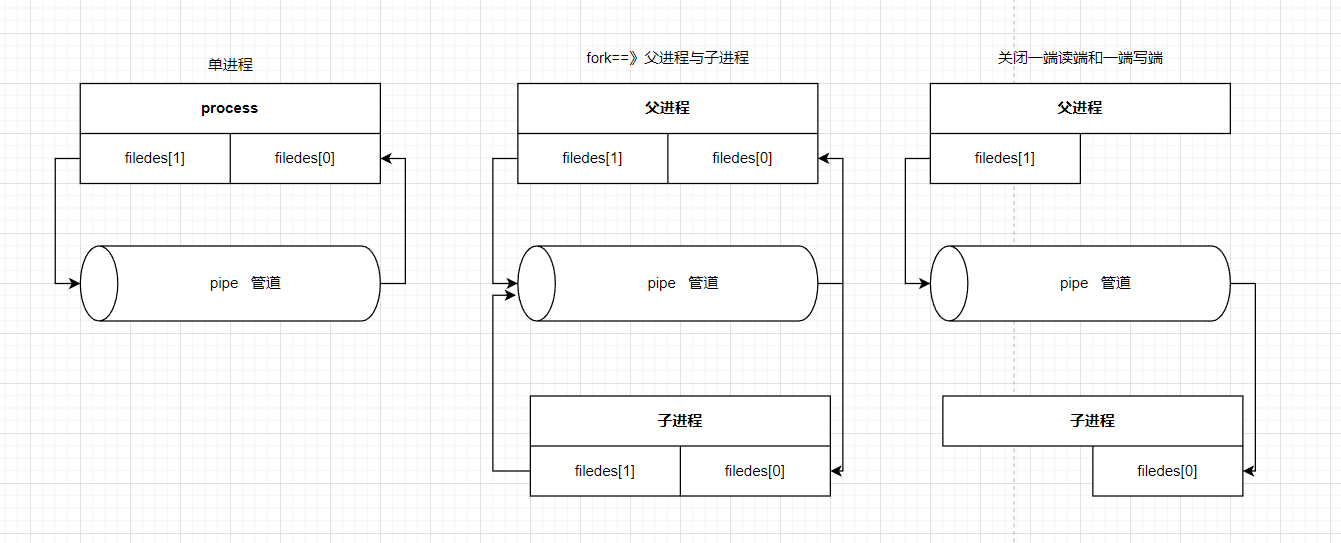 单进程
process
filedes[1]
filedes[0]
pipe 管道
fork==》父进程与子进程
父进程
filedes[1]
filedes[0]
pipe 管道
子进程
filedes[1]
filedes[0]
关闭一端读端和一端写端
父进程
filedes[1]
pipe 管道
子进程
filedes[0]